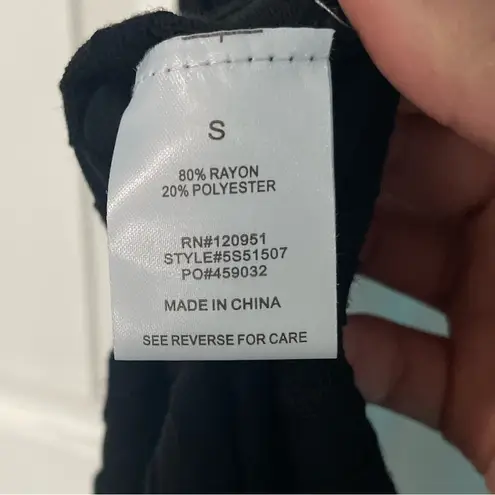 S
80% RAYON
20% POLYESTER
RN#120951
STYLE#5S51507
PO#459032
MADE IN CHINA
SEE REVERSE FOR CARE